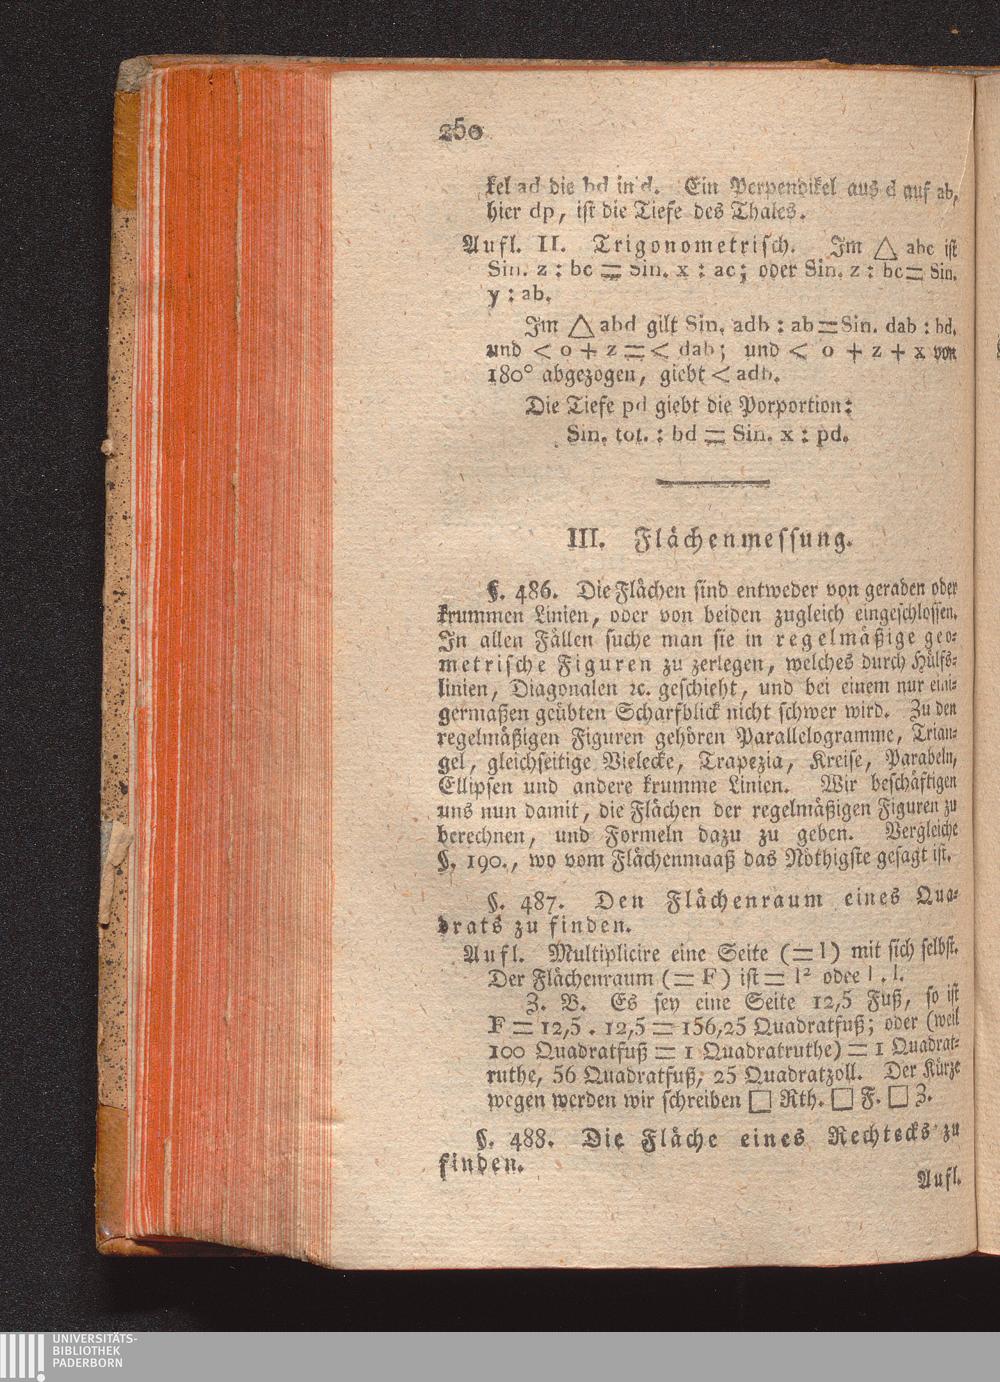 260
kel ad die bd in d. Ein Perpendikel aus d auf ab,
hier dp, ist die Tiefe des Thales.
Aufl. II. Trigonometrisch. Im △ abc ist
Sin. z : bc = Sin. x : ac; oder Sin. z : bc = Sin.
y : ab.
Im △ abd gilt Sin. adb : ab = Sin. dab : bd.
und < o + z = < dab; und < o + z + x von
180° abgezogen, giebt < adb.
Die Tiefe pd giebt die Porportion:
Sin. tot. : bd = Sin. x : pd.
III. Flächenmessung.
§. 486. Die Flächen sind entweder von geraden oder
krummen Linien, oder von beiden zugleich eingeschlossen.
In allen Fällen suche man sie in regelmäßige geo-
metrische Figuren zu zerlegen, welches durch Hülfs-
linien, Diagonalen ꝛc. geschieht, und bei einem nur eini-
germaßen geübten Scharfblick nicht schwer wird. Zu den
regelmäßigen Figuren gehören Parallelogramme, Trian-
gel, gleichseitige Vielecke, Trapezia, Kreise, Parabeln,
Ellipsen und andere krumme Linien. Wir beschäftigen
uns nun damit, die Flächen der regelmäßigen Figuren zu
berechnen, und Formeln dazu zu geben. Vergleiche
§. 190., wo vom Flächenmaaß das Nöthigste gesagt ist.
§. 487. Den Flächenraum eines Qua-
drats zu finden.
Aufl. Multiplicire eine Seite (= l) mit sich selbst.
Der Flächenraum (= F) ist = l² odee l . l.
Z. B. Es sey eine Seite 12,5 Fuß, so ist
F = 12,5 . 12,5 = 156,25 Quadratfuß; oder (weil
100 Quadratfuß = 1 Quadratruthe) = 1 Quadrat-
ruthe, 56 Quadratfuß, 25 Quadratzoll. Der Kürze
wegen werden wir schreiben □ Rth. □ F. □ Z.
§. 488. Die Fläche eines Rechtecks zu
finden.
Aufl.
UNIVERSITÄTS-
BIBLIOTHEK
PADERBORN